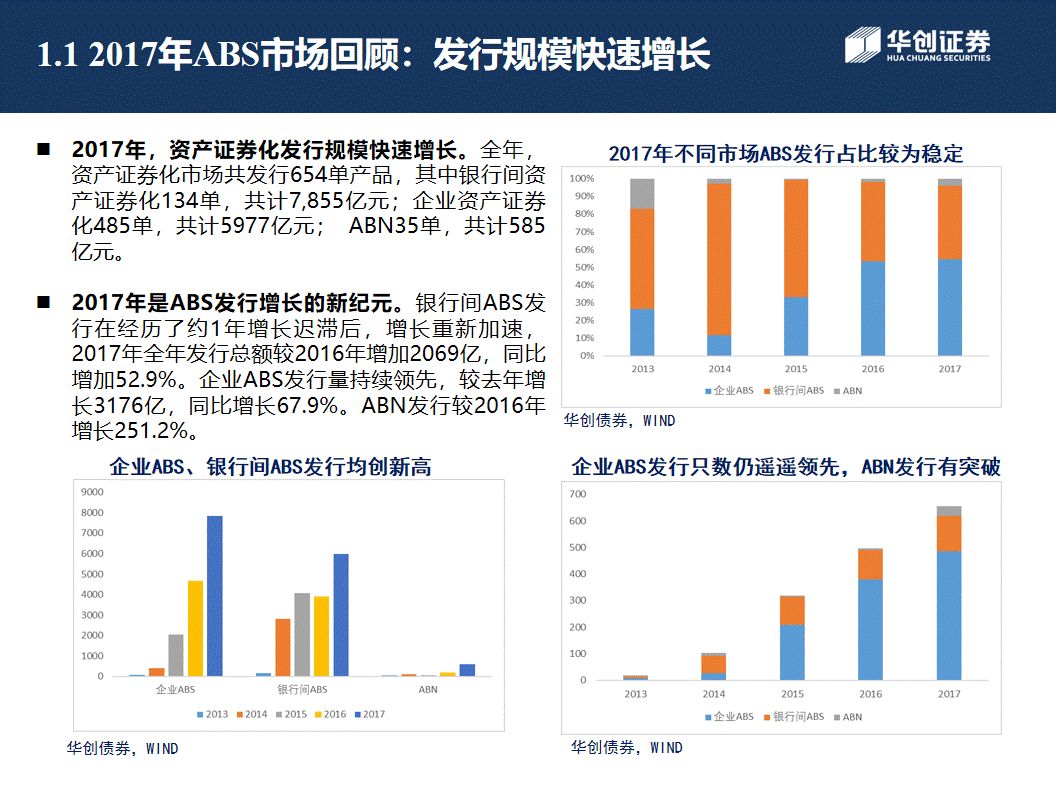 1.1 2017年ABS市场回顾：发行规模快速增长
华创证券
HUA CHUANG SECURITIES
■ 2017年，资产证券化发行规模快速增长。全年，
资产证券化市场共发行654单产品，其中银行间资
产证券化134单，共计7,855亿元；企业资产证券
化485单，共计5977亿元； ABN35单，共计585
亿元。
■ 2017年是ABS发行增长的新纪元。银行间ABS发
行在经历了约1年增长迟滞后，增长重新加速，
2017年全年发行总额较2016年增加2069亿，同比
增加52.9%。企业ABS发行量持续领先，较去年增
长3176亿，同比增长67.9%。ABN发行较2016年
增长251.2%。
2017年不同市场ABS发行占比较为稳定
100%
90%
80%
70%
60%
50%
40%
30%
20%
10%
0%
2013 2014 2015 2016 2017
企业ABS 银行间ABS ABN
华创债券，WIND
企业ABS、银行间ABS发行均创新高
9000
8000
7000
6000
5000
4000
3000
2000
1000
0
企业ABS 银行间ABS ABN
2013 2014 2015 2016 2017
华创债券，WIND
企业ABS发行只数仍遥遥领先，ABN发行有突破
700
600
500
400
300
200
100
0
2013 2014 2015 2016 2017
企业ABS 银行间ABS ABN
华创债券，WIND